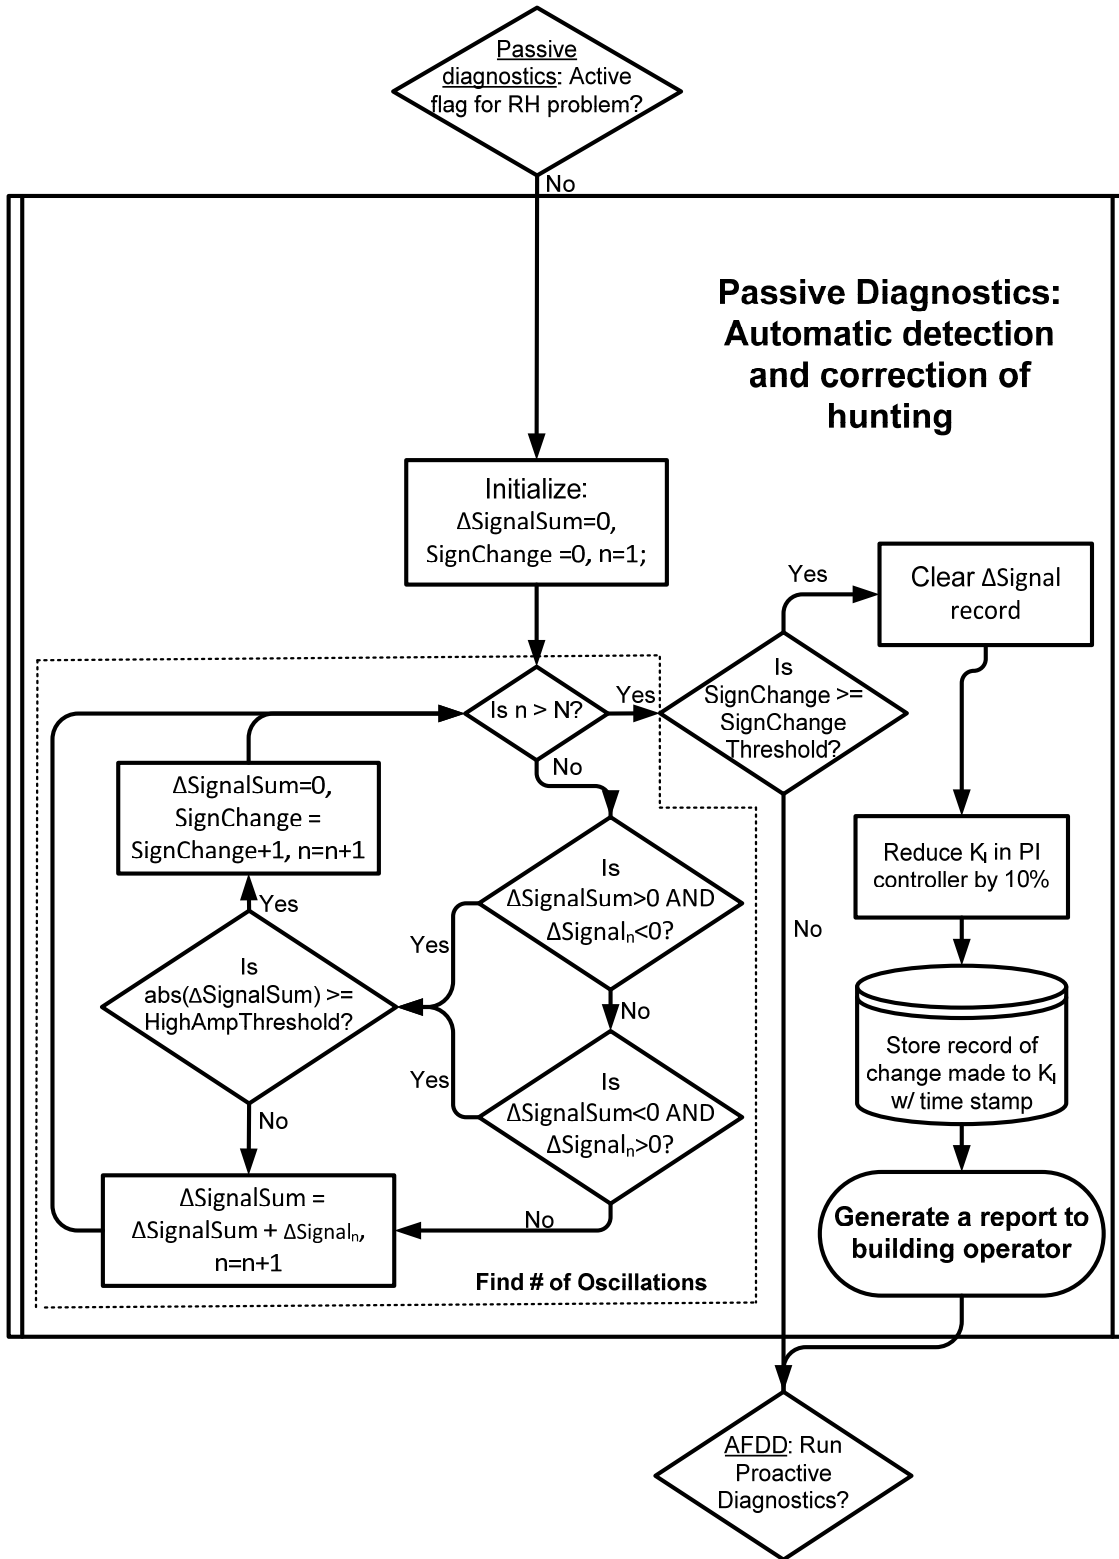 Passive
diagnostics: Active
flag for RH problem?
No
Passive Diagnostics:
Automatic detection
and correction of
hunting
Initialize:
ΔSignalSum=0,
SignChange =0, n=1;
Yes
Clear ΔSignal
record
Is n > N?
Yes
Is
SignChange >=
SignChange
Threshold?
No
ΔSignalSum=0,
SignChange =
SignChange+1, n=n+1
Is
ΔSignalSum>0 AND
ΔSignalₙ<0?
Reduce K_I in PI
controller by 10%
Yes
Yes
No
Is
abs(ΔSignalSum) >=
HighAmpThreshold?
No
Yes
Is
ΔSignalSum<0 AND
ΔSignalₙ>0?
Store record of
change made to K_I
w/ time stamp
No
ΔSignalSum =
ΔSignalSum + ΔSignalₙ,
n=n+1
No
Generate a report to
building operator
Find # of Oscillations
AFDD: Run
Proactive
Diagnostics?